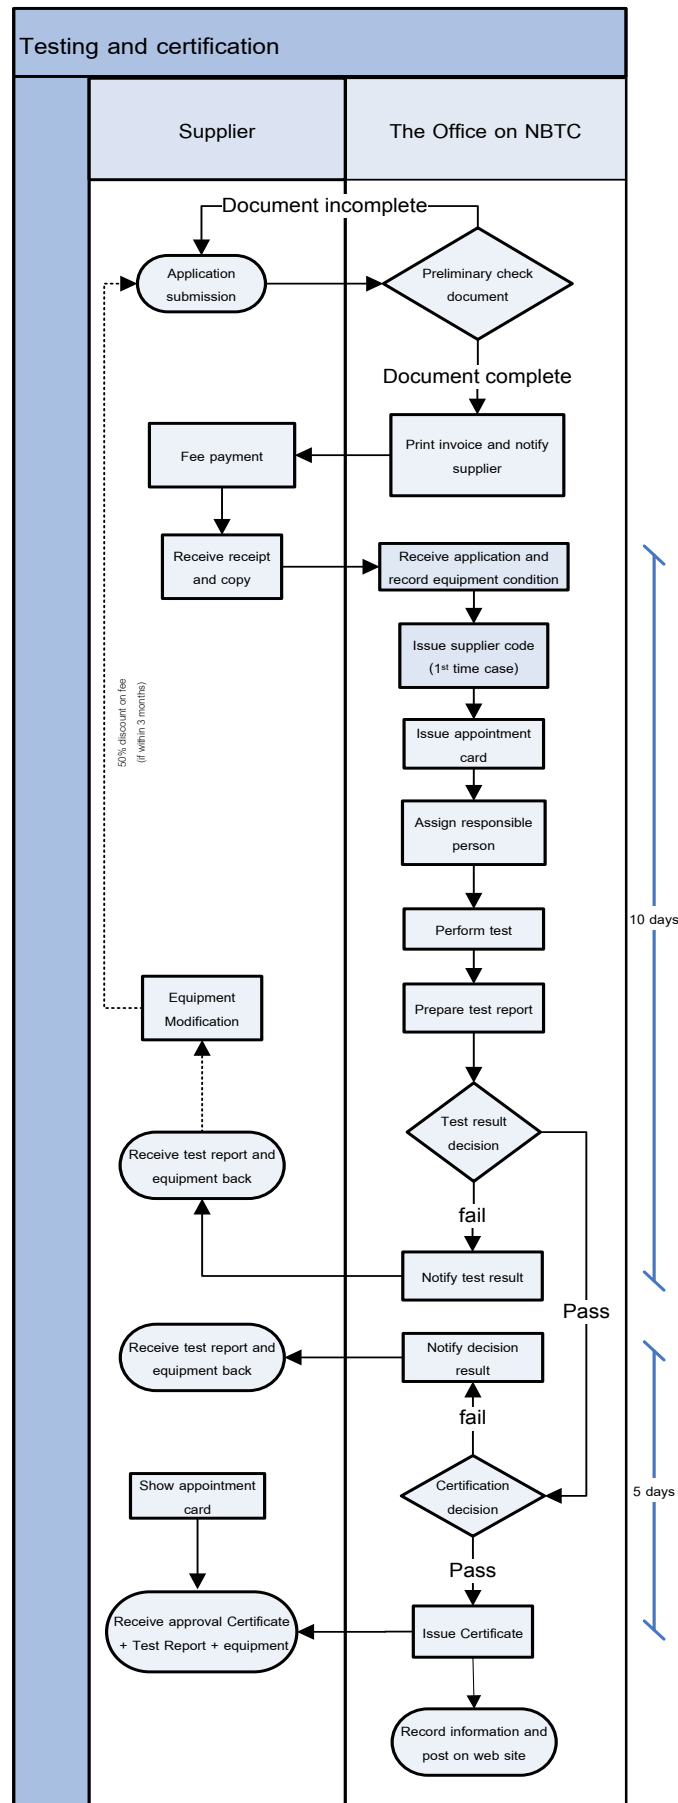 Testing and certification
Supplier
The Office on NBTC
Document incomplete
Application
submission
Preliminary check
document
Document complete
Print invoice and notify
supplier
Fee payment
Receive receipt
and copy
Receive application and
record equipment condition
Issue supplier code
(1st time case)
Issue appointment
card
Assign responsible
person
50% discount on fee
(if within 3 months)
10 days
Perform test
Equipment
Modification
Prepare test report
Test result
decision
Receive test report and
equipment back
fail
Notify test result
Pass
Receive test report and
equipment back
Notify decision
result
fail
Show appointment
card
Certification
decision
5 days
Pass
Receive approval Certificate
+ Test Report + equipment
Issue Certificate
Record information and
post on web site